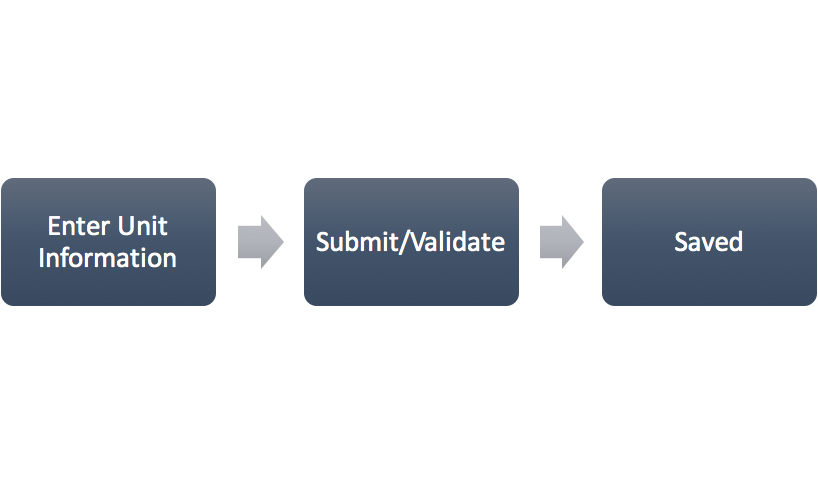 Enter Unit
Information
Submit/Validate
Saved